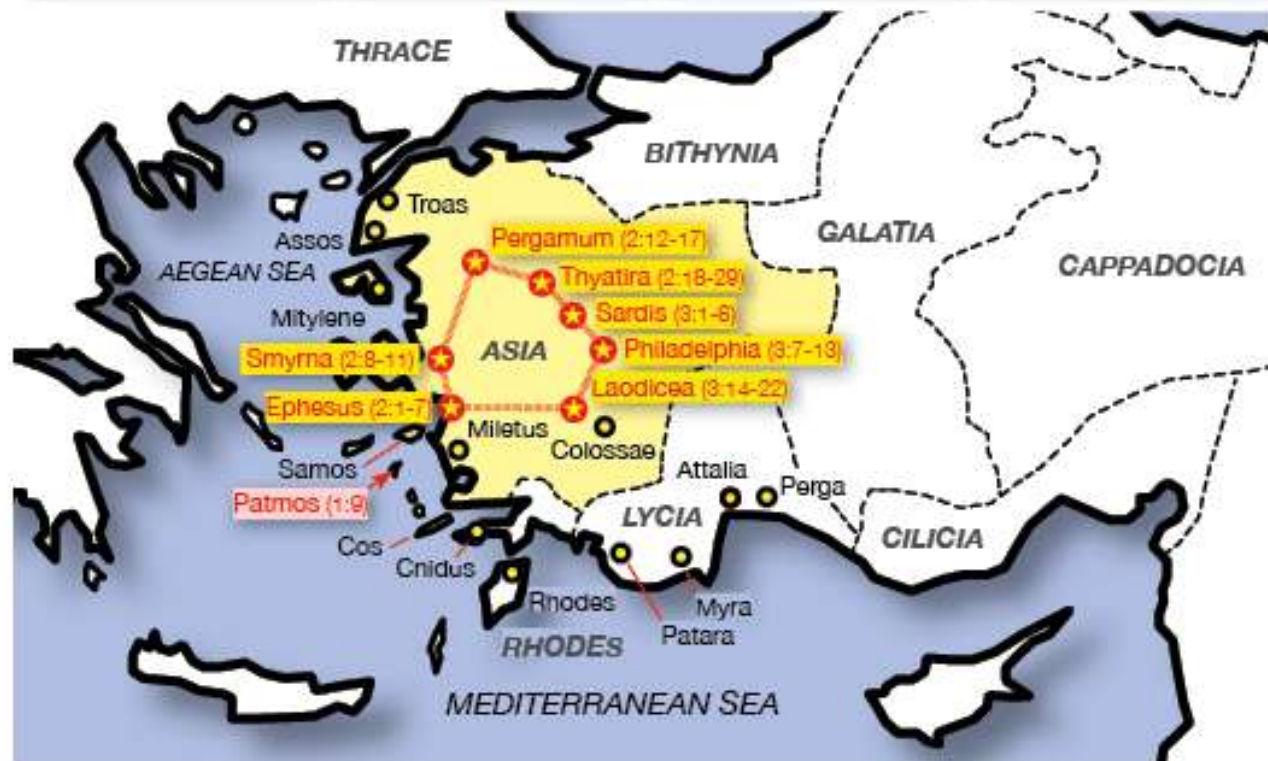 THRACE
BITHYNIA
Troas
Pergamum (2:12-17)
GALATIA
Assos
CAPPADOCIA
AEGEAN SEA
Thyatira (2:18-29)
Mitylene
Sardis (3:1-6)
Smyrna (2:8-11)
ASIA
Philadelphia (3:7-13)
Laodicea (3:14-22)
Ephesus (2:1-7)
Miletus
Colossae
Samos
Attalia
Perga
Patmos (1:9)
LYCIA
CILICIA
Cos
Cnidus
Rhodes
Myra
Patara
RHODES
MEDITERRANEAN SEA